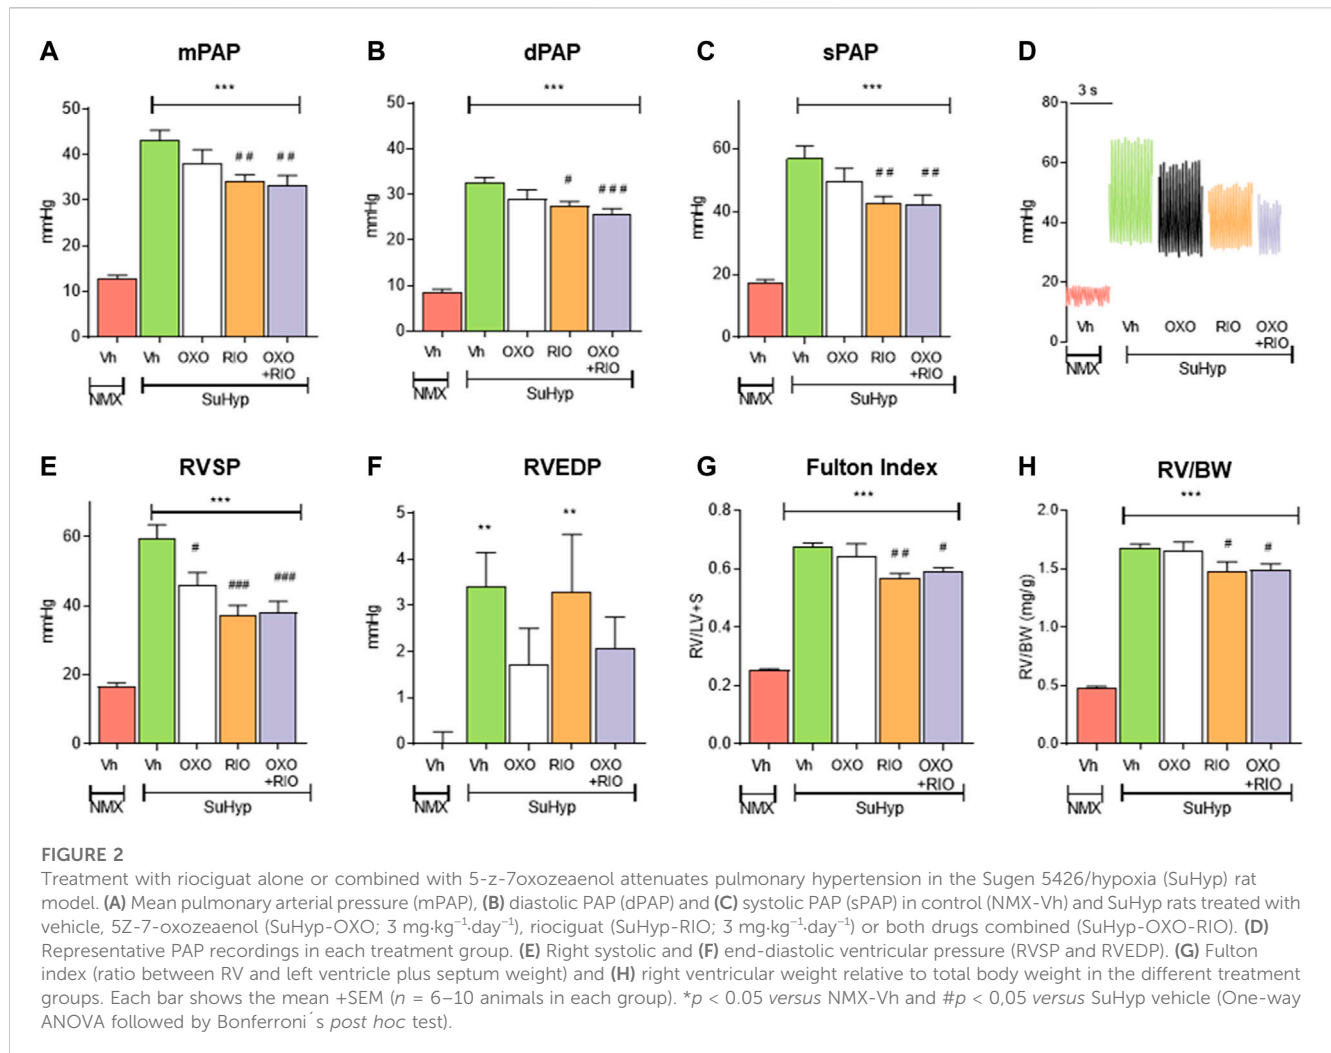 A
mPAP
***
50
40
30
20
10
0
mmHg
##
##
Vh
Vh
OXO
RIO
OXO
+RIO
NMX
SuHyp
B
dPAP
***
50
40
30
20
10
0
mmHg
#
###
Vh
Vh
OXO
RIO
OXO
+RIO
NMX
SuHyp
C
sPAP
***
60
40
20
0
mmHg
##
##
Vh
Vh
OXO
RIO
OXO
+RIO
NMX
SuHyp
D
3 s
80
60
40
20
0
mmHg
Vh
Vh
OXO
RIO
OXO
+RIO
NMX
SuHyp
E
RVSP
***
60
40
20
0
mmHg
#
###
###
Vh
Vh
OXO
RIO
OXO
+RIO
NMX
SuHyp
F
RVEDP
5
4
3
2
1
0
mmHg
**
**
Vh
Vh
OXO
RIO
OXO
+RIO
NMX
SuHyp
G
Fulton Index
***
0.8
0.6
0.4
0.2
0.0
RV/LV+S
##
#
Vh
Vh
OXO
RIO
OXO
+RIO
NMX
SuHyp
H
RV/BW
***
2.0
1.5
1.0
0.5
0.0
RV/BW (mg/g)
#
#
Vh
Vh
OXO
RIO
OXO
+RIO
NMX
SuHyp
FIGURE 2
Treatment with riociguat alone or combined with 5-z-7oxozeaenol attenuates pulmonary hypertension in the Sugen 5426/hypoxia (SuHyp) rat
model. (A) Mean pulmonary arterial pressure (mPAP), (B) diastolic PAP (dPAP) and (C) systolic PAP (sPAP) in control (NMX-Vh) and SuHyp rats treated with
vehicle, 5Z-7-oxozeaenol (SuHyp-OXO; 3 mg·kg⁻¹·day⁻¹), riociguat (SuHyp-RIO; 3 mg·kg⁻¹·day⁻¹) or both drugs combined (SuHyp-OXO-RIO). (D)
Representative PAP recordings in each treatment group. (E) Right systolic and (F) end-diastolic ventricular pressure (RVSP and RVEDP). (G) Fulton
index (ratio between RV and left ventricle plus septum weight) and (H) right ventricular weight relative to total body weight in the different treatment
groups. Each bar shows the mean +SEM (n = 6–10 animals in each group). *p < 0.05 versus NMX-Vh and #p < 0,05 versus SuHyp vehicle (One-way
ANOVA followed by Bonferroni´s post hoc test).